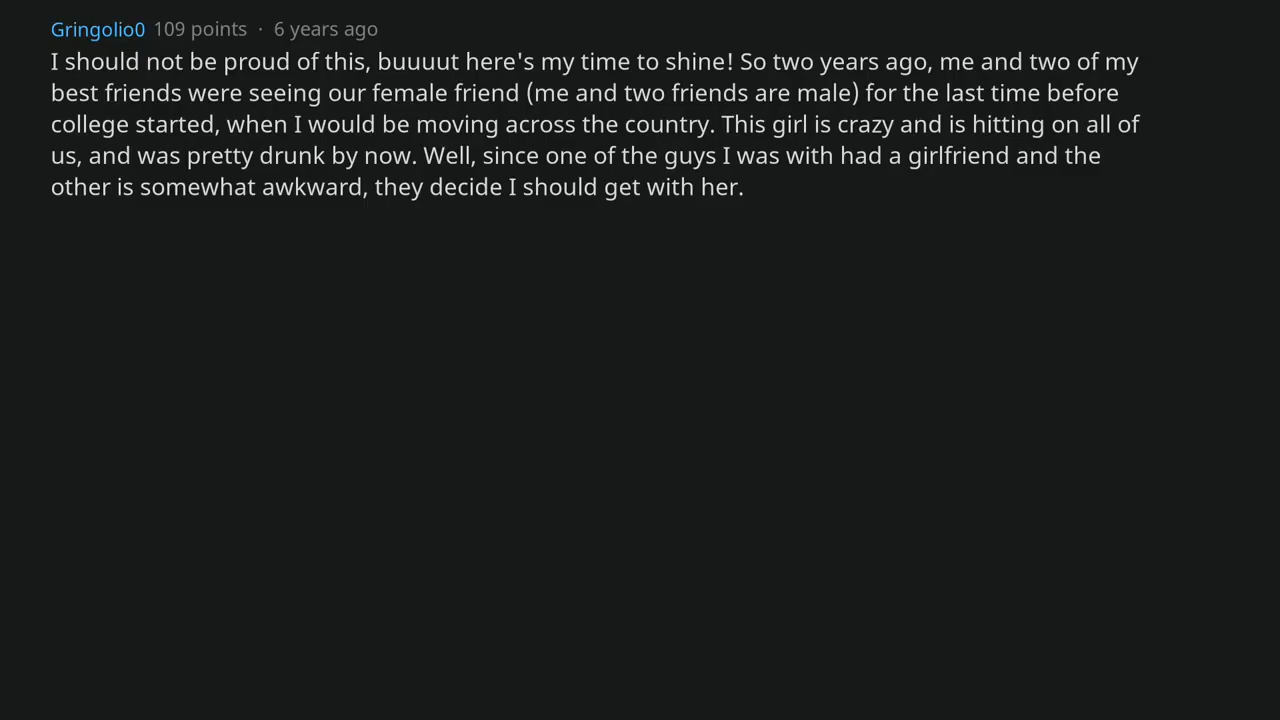 Gringolio0 109 points · 6 years ago
I should not be proud of this, buuuut here's my time to shine! So two years ago, me and two of my
best friends were seeing our female friend (me and two friends are male) for the last time before
college started, when I would be moving across the country. This girl is crazy and is hitting on all of
us, and was pretty drunk by now. Well, since one of the guys I was with had a girlfriend and the
other is somewhat awkward, they decide I should get with her.